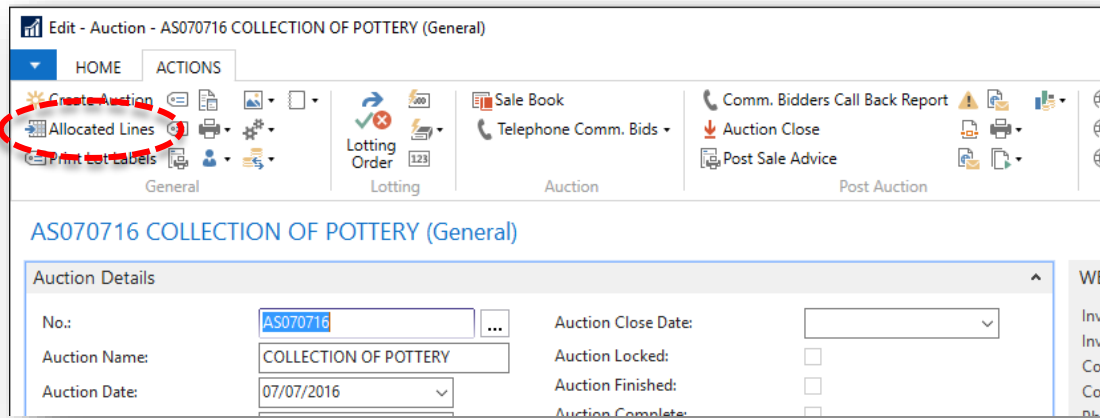 Edit - Auction - AS070716 COLLECTION OF POTTERY (General)
HOME ACTIONS
Create Auction
Allocated Lines
Print Lot Labels
General
Lotting Order
Lotting
Sale Book
Telephone Comm. Bids
Auction
Comm. Bidders Call Back Report
Auction Close
Post Sale Advice
Post Auction
AS070716 COLLECTION OF POTTERY (General)
Auction Details
No.: AS070716 ... Auction Close Date:
Auction Name: COLLECTION OF POTTERY Auction Locked:
Auction Date: 07/07/2016 Auction Finished:
Auction Complete: